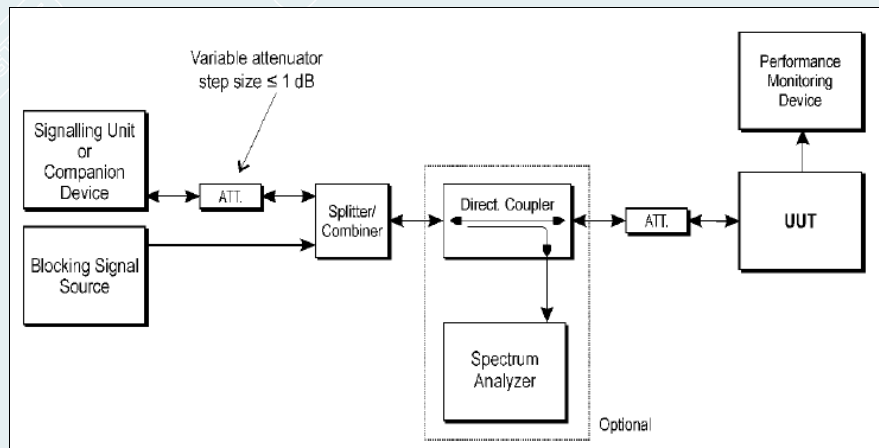 Variable attenuator
step size ≤ 1 dB
Performance
Monitoring
Device
Signalling Unit
or
Companion
Device
ATT.
Splitter/
Combiner
Direct. Coupler
ATT.
UUT
Blocking Signal
Source
Spectrum
Analyzer
Optional